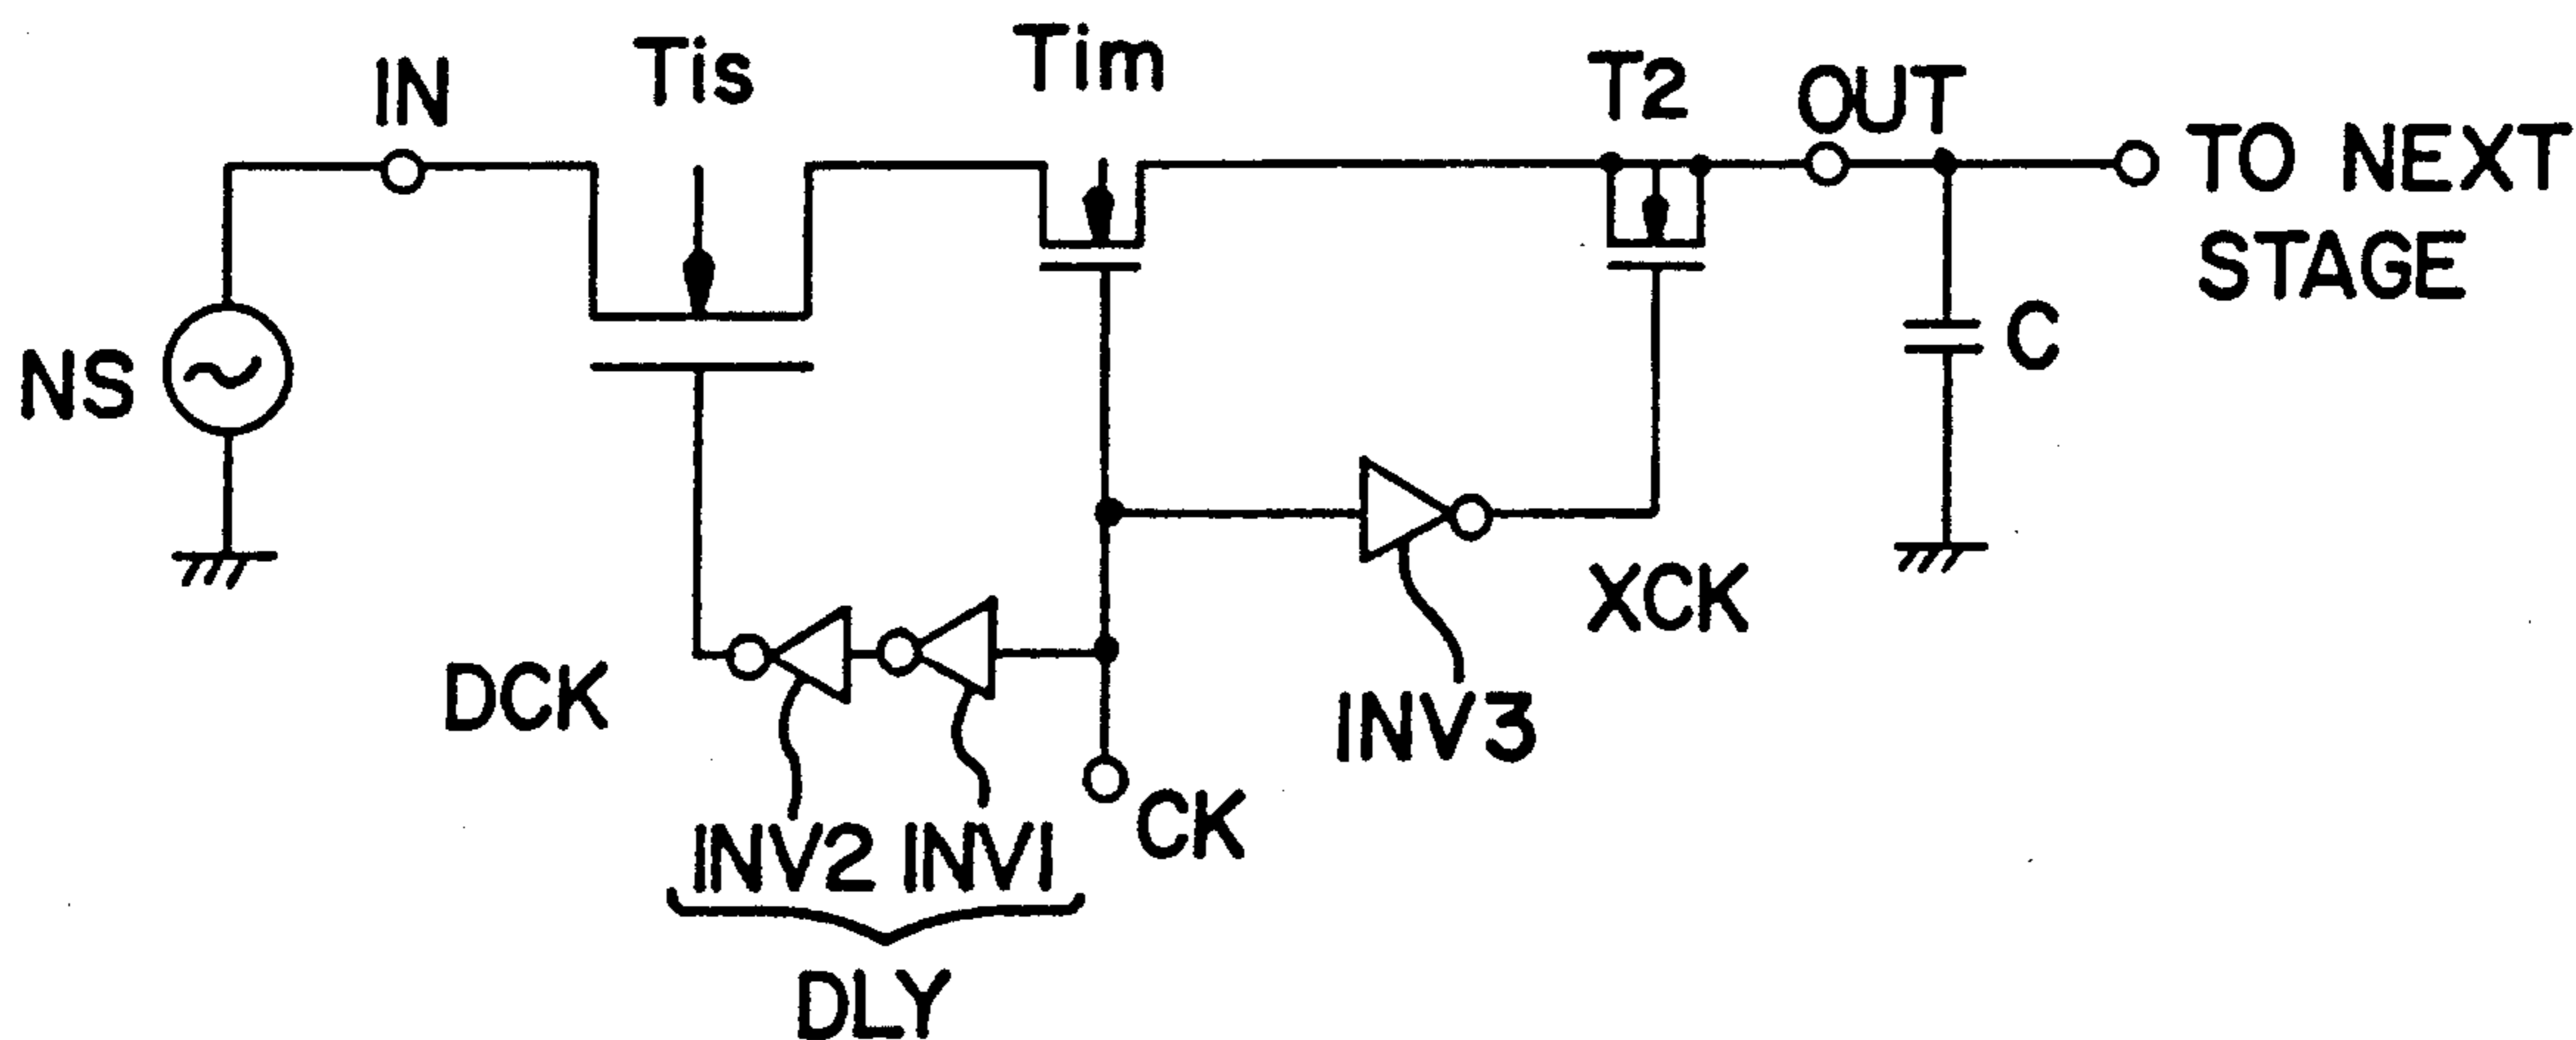 IN
Tis
Tim
T2
OUT
TO NEXT
STAGE
NS
C
XCK
DCK
INV3
CK
INV2
INV1
DLY